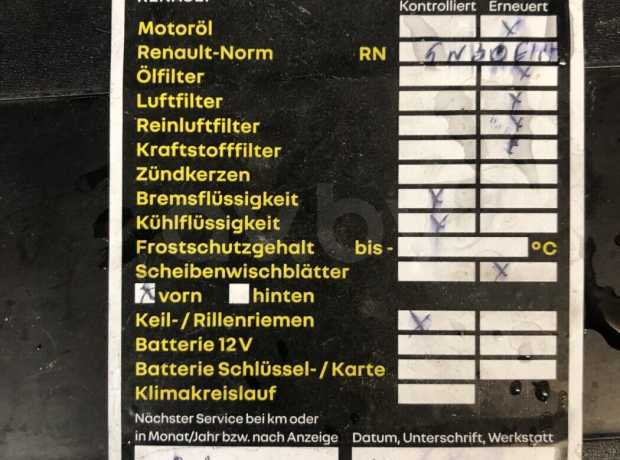 Kontrolliert Erneuert
Motoröl x
Renault-Norm RN
Ölfilter x
Luftfilter x
Reinluftfilter x
Kraftstofffilter x
Zündkerzen
Bremsflüssigkeit x
Kühlflüssigkeit x
Frostschutzgehalt bis - °C
Scheibenwischblätter x
x vorn hinten
Keil- / Rillenriemen x
Batterie 12 V
Batterie Schlüssel- / Karte
Klimakreislauf
Nächster Service bei km oder
in Monat/Jahr bzw. nach Anzeige Datum, Unterschrift, Werkstatt